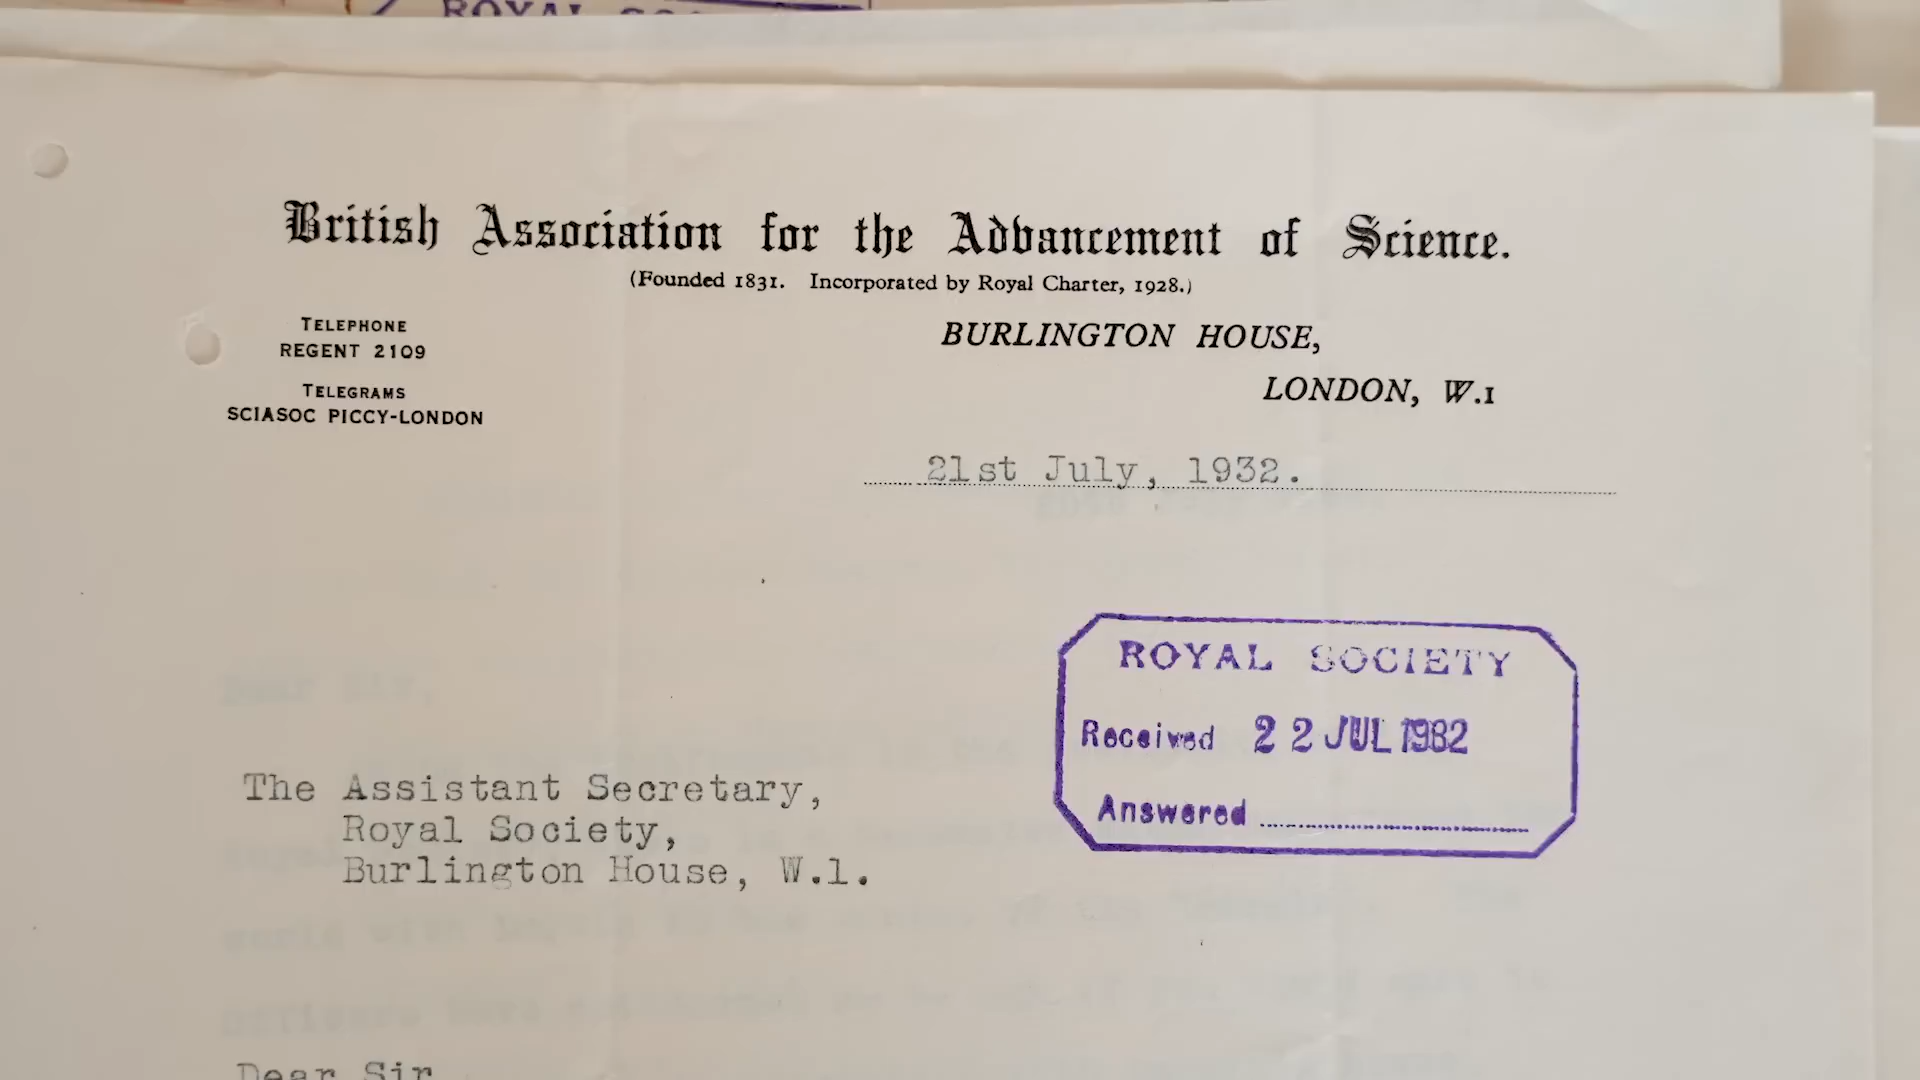 ROYAL
British Association for the Advancement of Science.
(Founded 1831. Incorporated by Royal Charter, 1928.)
TELEPHONE
REGENT 2109
TELEGRAMS
SCIASOC PICCY-LONDON
BURLINGTON HOUSE,
LONDON, W.1
21st July, 1932.
ROYAL SOCIETY
Received 22 JUL 1932
Answered
The Assistant Secretary,
Royal Society,
Burlington House, W.1.
Dear Sir